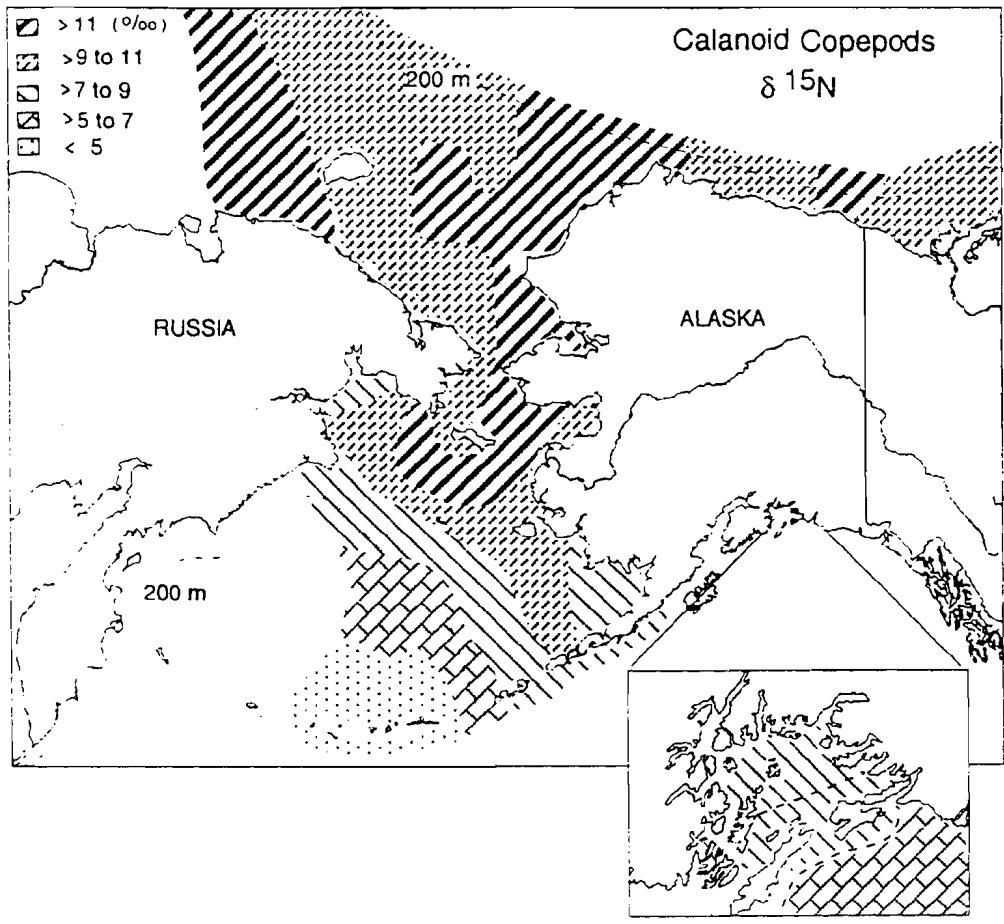 > 11 (‰)
>9 to 11
>7 to 9
>5 to 7
< 5
Calanoid Copepods
δ 15N
200 m
RUSSIA
ALASKA
200 m